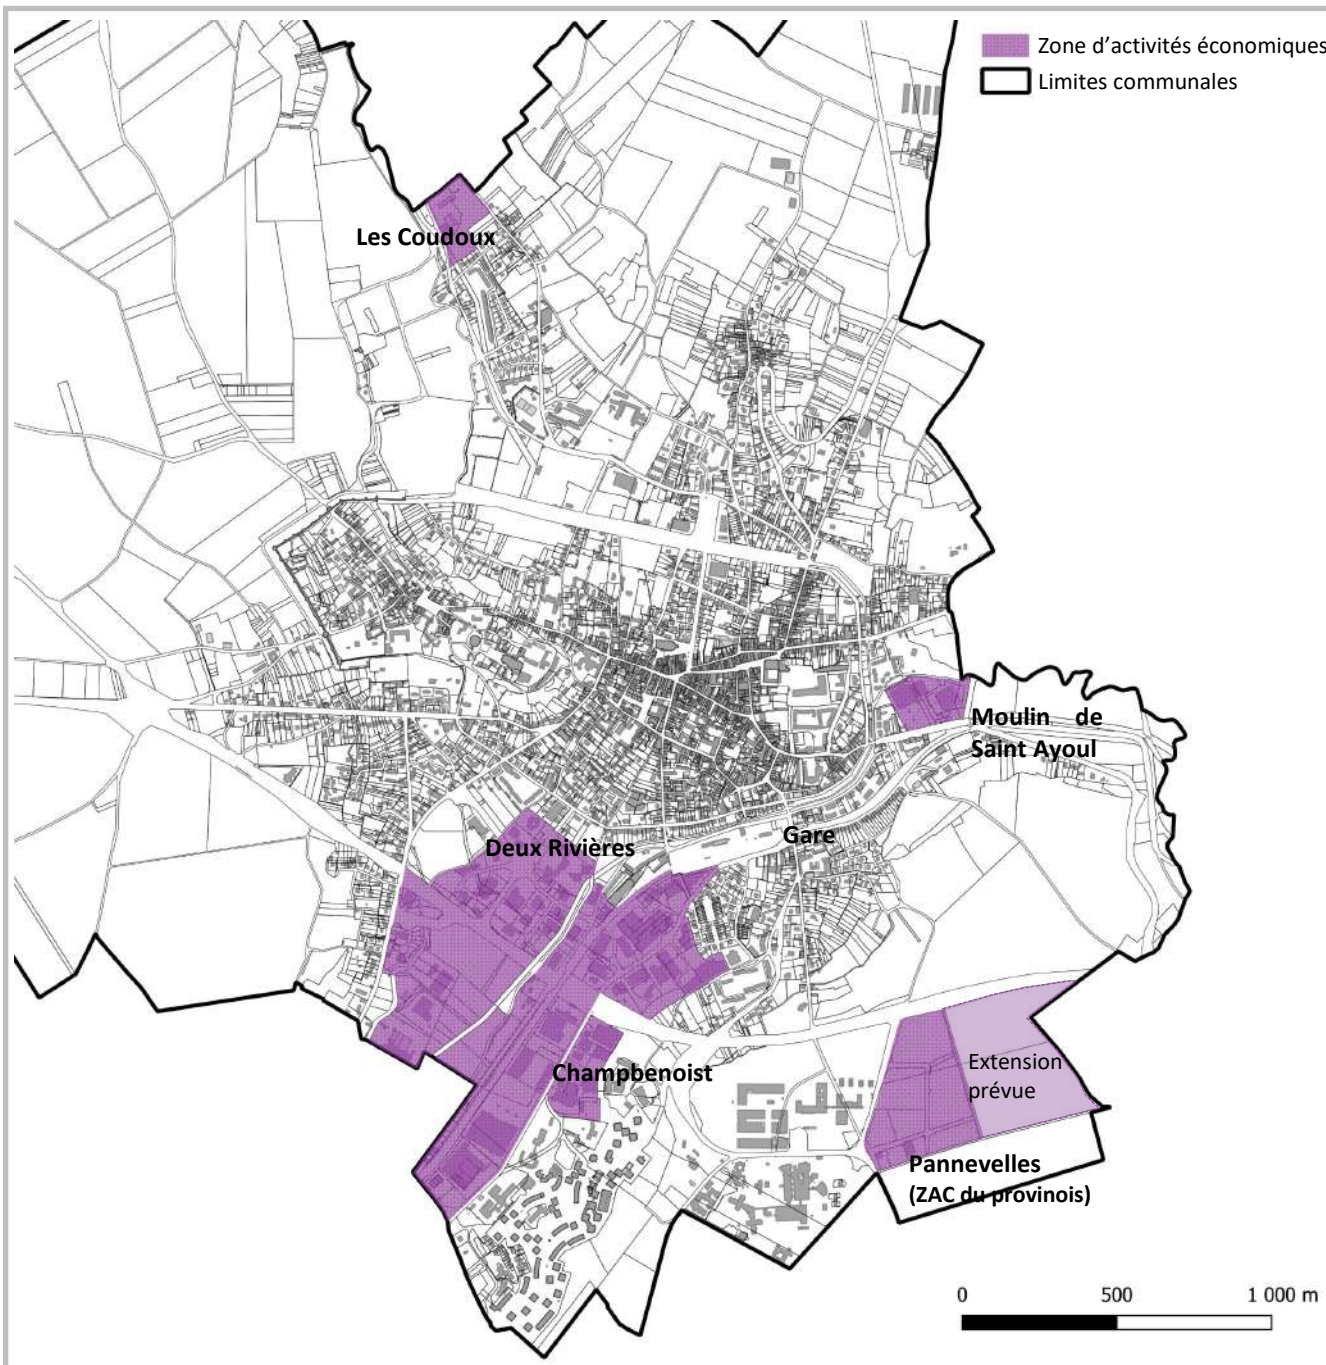 Zone d'activités économiques
Limites communales
Les Coudoux
Moulin de
Saint Ayoul
Gare
Deux Rivières
Extension
prévue
Champbenoist
Pannevelles
(ZAC du provinois)
0 500 1 000 m